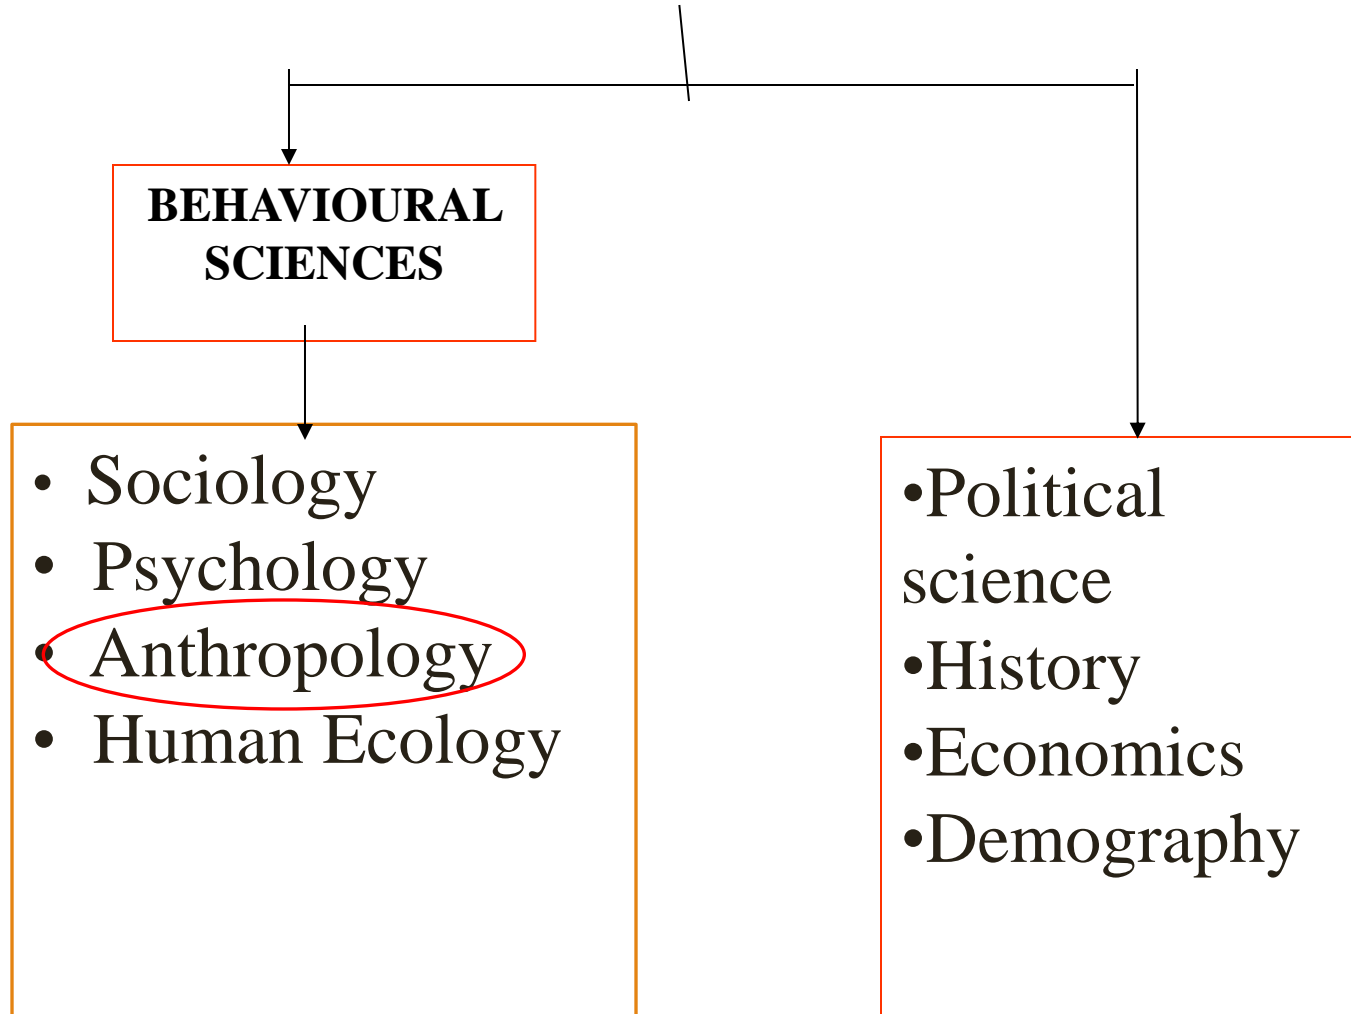 BEHAVIOURAL
SCIENCES
• Sociology
• Psychology
• Anthropology
• Human Ecology
•Political
science
•History
•Economics
•Demography